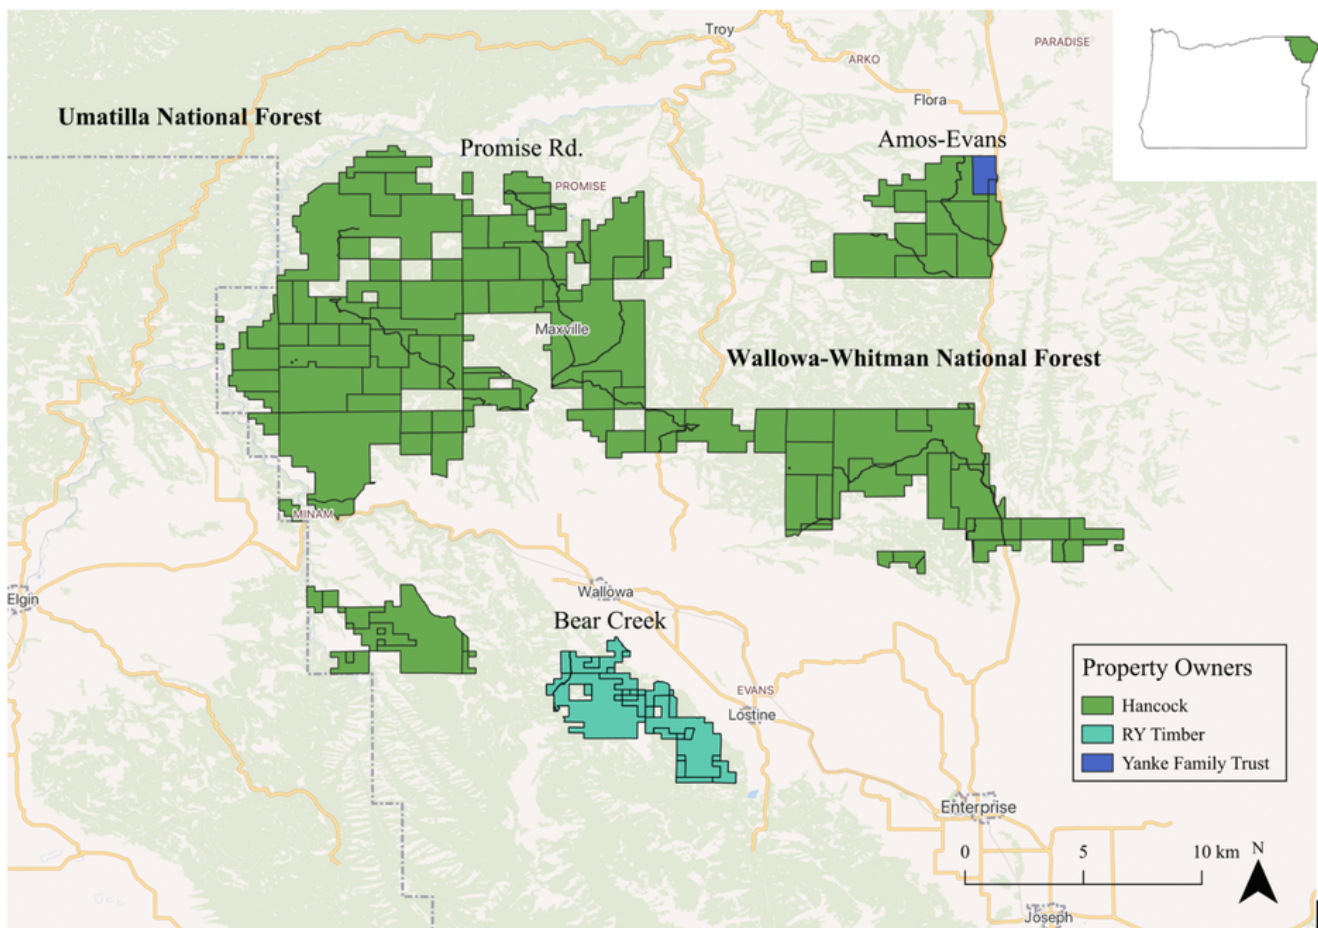 Troy
PARADISE
ARKO
Flora
Umatilla National Forest
Amos-Evans
Promise Rd.
PROMISE
Maxville
Wallowa-Whitman National Forest
MINAM
Elgin
Wallowa
Bear Creek
EVANS
Lostine
Property Owners
Hancock
RY Timber
Yanke Family Trust
Enterprise
0 5 10 km N
Joseph